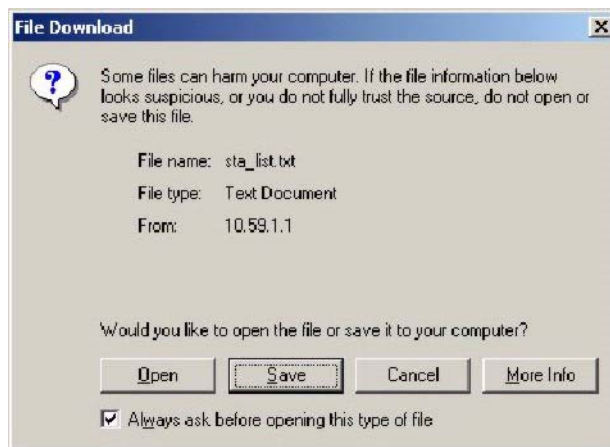 File Download
Some files can harm your computer. If the file information below
looks suspicious, or you do not fully trust the source, do not open or
save this file.
File name: sta_list.txt
File type: Text Document
From: 10.59.1.1
Would you like to open the file or save it to your computer?
Open Save Cancel More Info
Always ask before opening this type of file